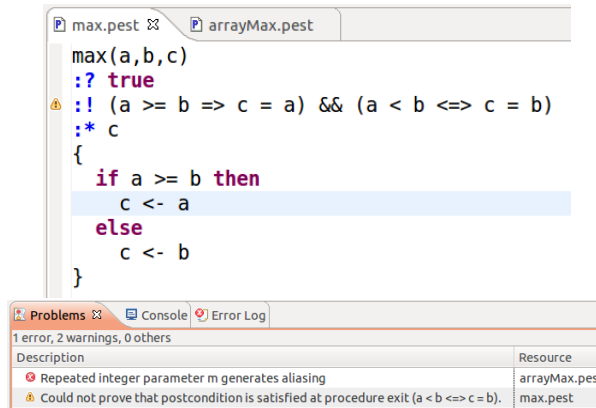 max.pest arrayMax.pest
max(a,b,c)
:? true
:! (a >= b => c = a) && (a < b <=> c = b)
:* c
{
if a >= b then
c <- a
else
c <- b
}
Problems Console Error Log
1 error, 2 warnings, 0 others
Description Resource
Repeated integer parameter m generates aliasing arrayMax.pes
Could not prove that postcondition is satisfied at procedure exit (a < b <=> c = b). max.pest